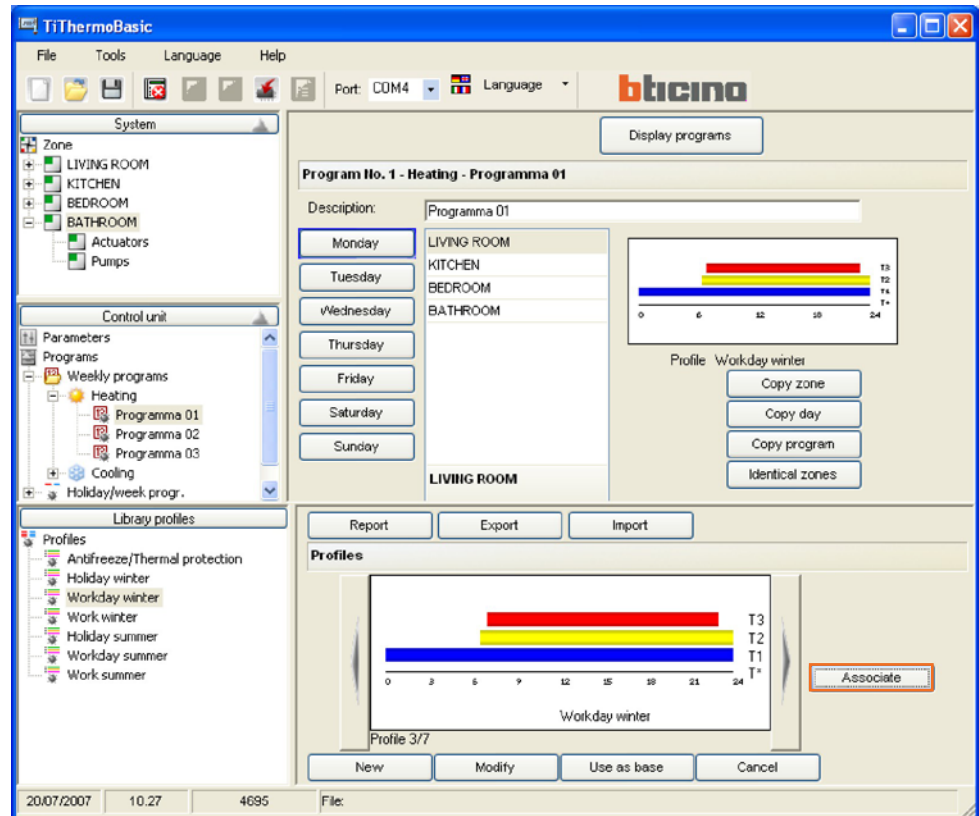 TiThermoBasic
File Tools Language Help
Port: COM4 Language bticino
System
Zone
LIVING ROOM
KITCHEN
BEDROOM
BATHROOM
Actuators
Pumps
Control unit
Parameters
Programs
Weekly programs
Heating
Programma 01
Programma 02
Programma 03
Cooling
Holiday/week progr.
Library profiles
Profiles
Antifreeze/Thermal protection
Holiday winter
Workday winter
Work winter
Holiday summer
Workday summer
Work summer
Display programs
Program No. 1 - Heating - Programma 01
Description: Programma 01
Monday
Tuesday
Wednesday
Thursday
Friday
Saturday
Sunday
LIVING ROOM
KITCHEN
BEDROOM
BATHROOM
LIVING ROOM
T3
T2
T1
T*
0 6 12 18 24
Profile Workday winter
Copy zone
Copy day
Copy program
Identical zones
Report Export Import
Profiles
T3
T2
T1
T*
0 3 6 9 12 15 18 21 24
Workday winter
Profile 3/7
Associate
New Modify Use as base Cancel
20/07/2007 10.27 4695 File: